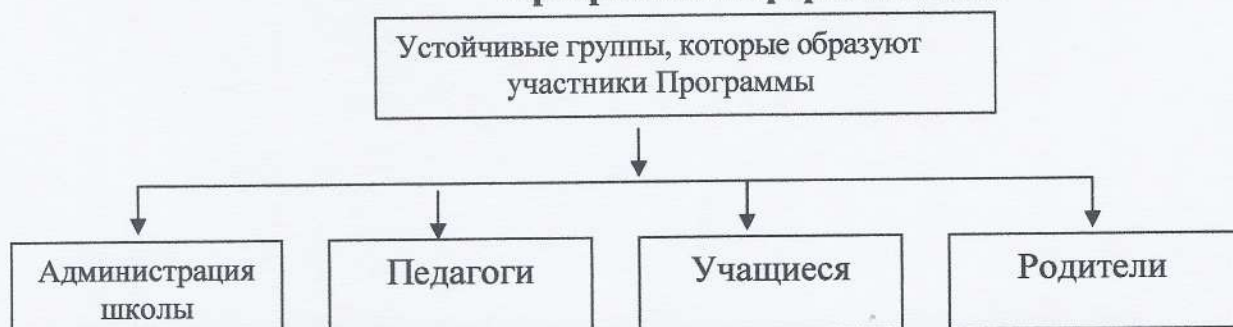 Устойчивые группы, которые образуют
участники Программы
Администрация
школы
Педагоги
Учащиеся
Родители